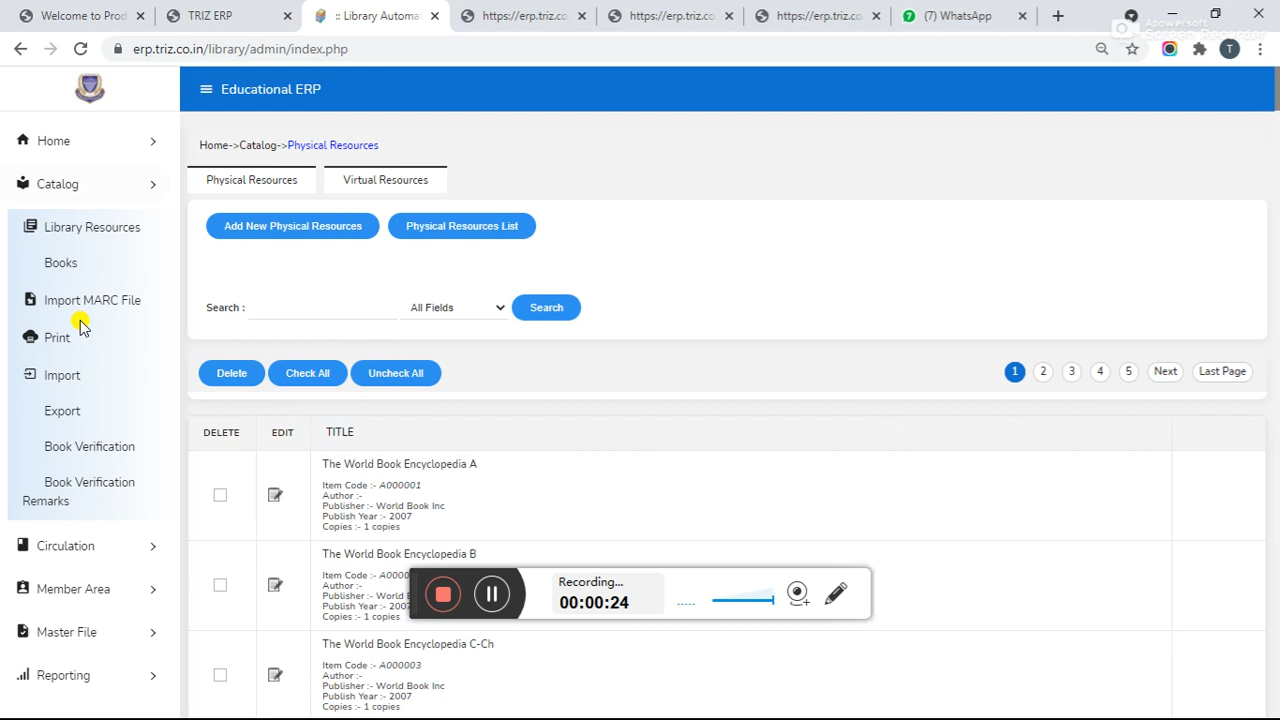 Welcome to Prod
TRIZ ERP
:: Library Automa
https://erp.triz.co
https://erp.triz.co
https://erp.triz.co
(7) WhatsApp
Apowersoft
Screen Recorder
erp.triz.co.in/library/admin/index.php
T
Educational ERP
Home
Catalog
Library Resources
Books
Import MARC File
Print
Import
Export
Book Verification
Book Verification
Remarks
Circulation
Member Area
Master File
Reporting
Home->Catalog->Physical Resources
Physical Resources
Virtual Resources
Add New Physical Resources
Physical Resources List
Search :
All Fields
Search
Delete
Check All
Uncheck All
1
2
3
4
5
Next
Last Page
DELETE
EDIT
TITLE
The World Book Encyclopedia A
Item Code :- A000001
Author :-
Publisher :- World Book Inc
Publish Year :- 2007
Copies :- 1 copies
The World Book Encyclopedia B
Item Code :- A000
Author :-
Publisher :- Wo
Publish Year :- 200
Copies :- 1 copies
Recording...
00:00:24
The World Book Encyclopedia C-Ch
Item Code :- A000003
Author :-
Publisher :- World Book Inc
Publish Year :- 2007
Copies :- 1 copies